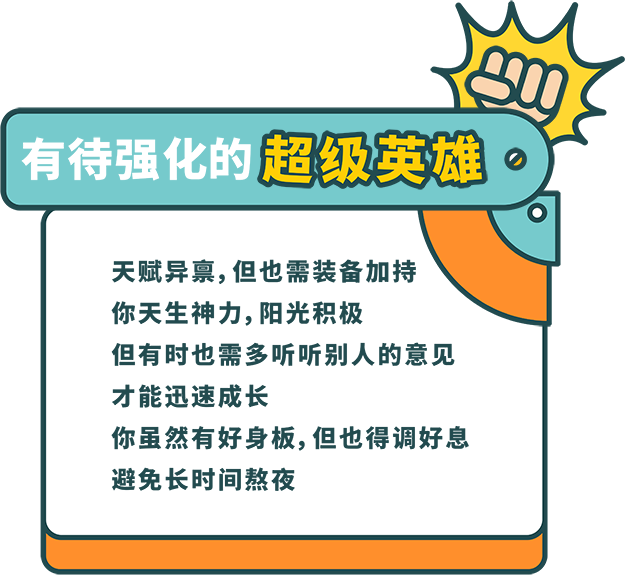 有待强化的超级英雄
天赋异禀，但也需装备加持
你天生神力，阳光积极
但有时也需多听听别人的意见
才能迅速成长
你虽然有好身板，但也得调好息
避免长时间熬夜